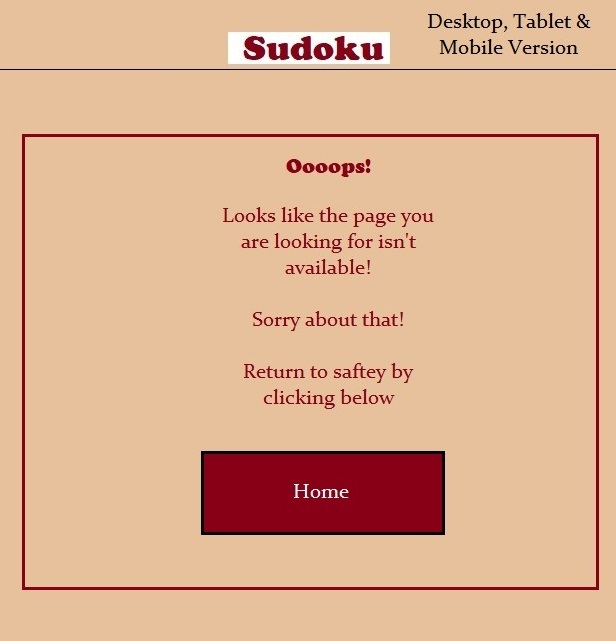 Sudoku
Desktop, Tablet &
Mobile Version
Oooops!
Looks like the page you
are looking for isn't
available!
Sorry about that!
Return to saftey by
clicking below
Home